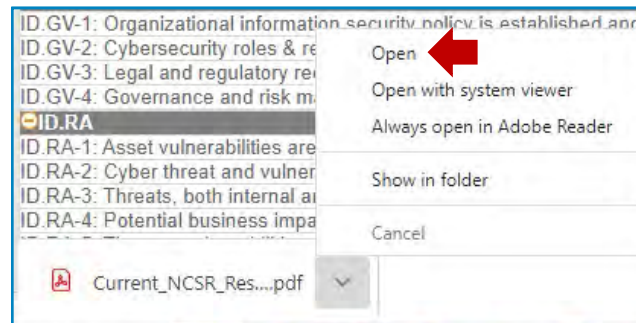 ID.GV-1: Organizational information security policy is established and
ID.GV-2: Cybersecurity roles & re
ID.GV-3: Legal and regulatory re
ID.GV-4: Governance and risk m
ID.RA
ID.RA-1: Asset vulnerabilities are
ID.RA-2: Cyber threat and vulner
ID.RA-3: Threats, both internal a
ID.RA-4: Potential business impa
Open
Open with system viewer
Always open in Adobe Reader
Show in folder
Cancel
Current_NCSR_Res....pdf